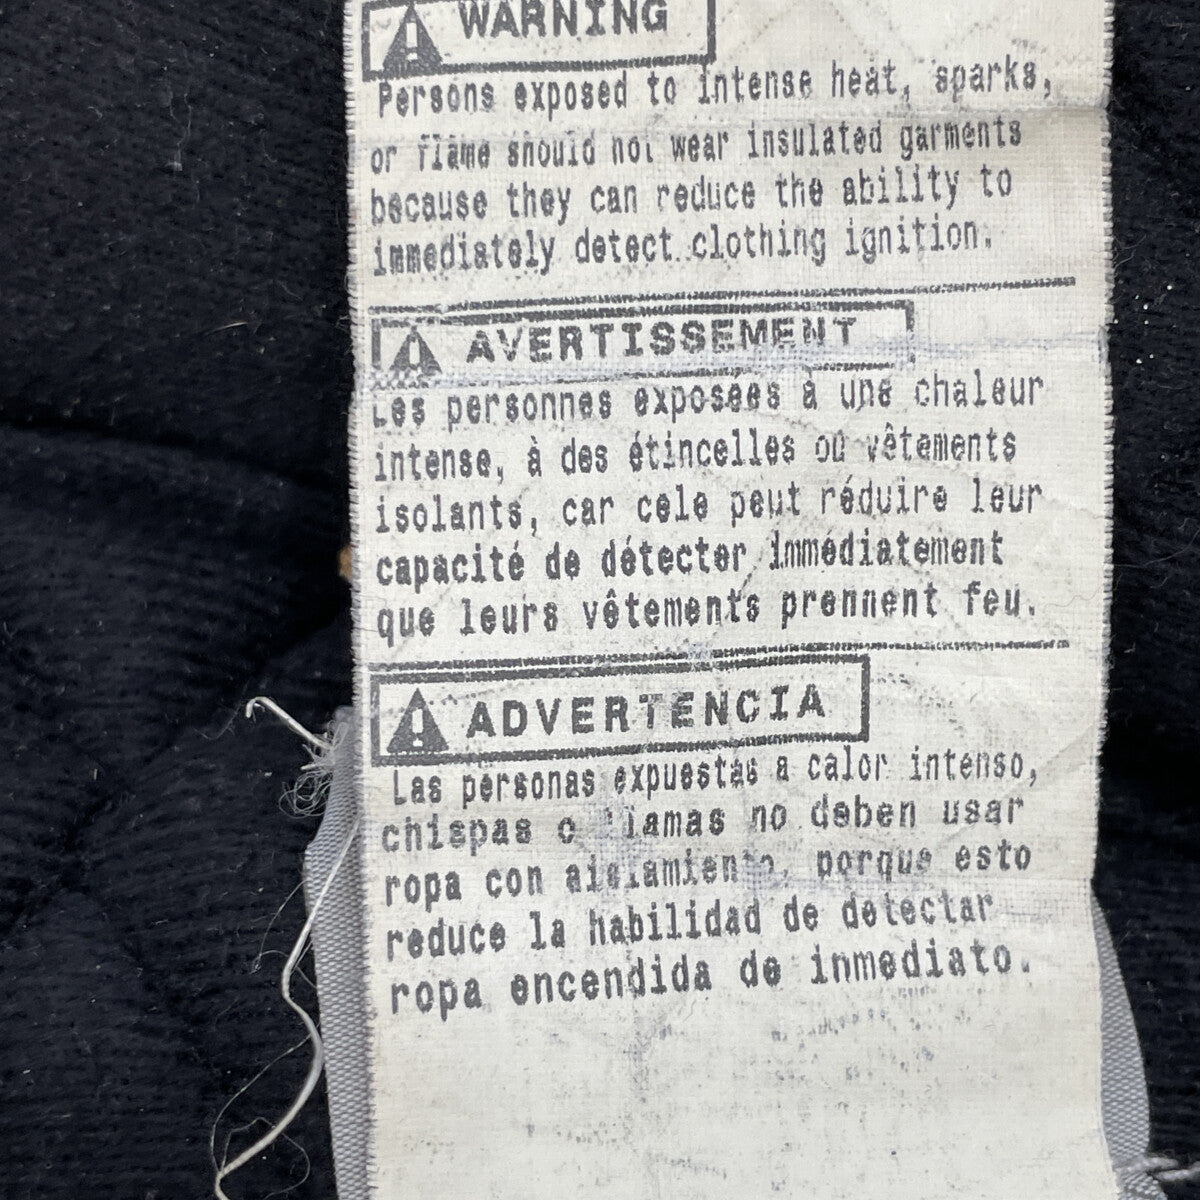 WARNING
Persons exposed to intense heat, sparks,
or flame should not wear insulated garments
because they can reduce the ability to
immediately detect clothing ignition.
AVERTISSEMENT
Les personnes exposées à une chaleur
intense, à des étincelles ou vêtements
isolants, car cele peut réduire leur
capacité de détecter immédiatement
que leurs vêtements prennent feu.
ADVERTENCIA
Las personas expuestas a calor intenso,
chispas o llamas no deben usar
ropa con aislamiento, porque esto
reduce la habilidad de detectar
ropa encendida de inmediato.